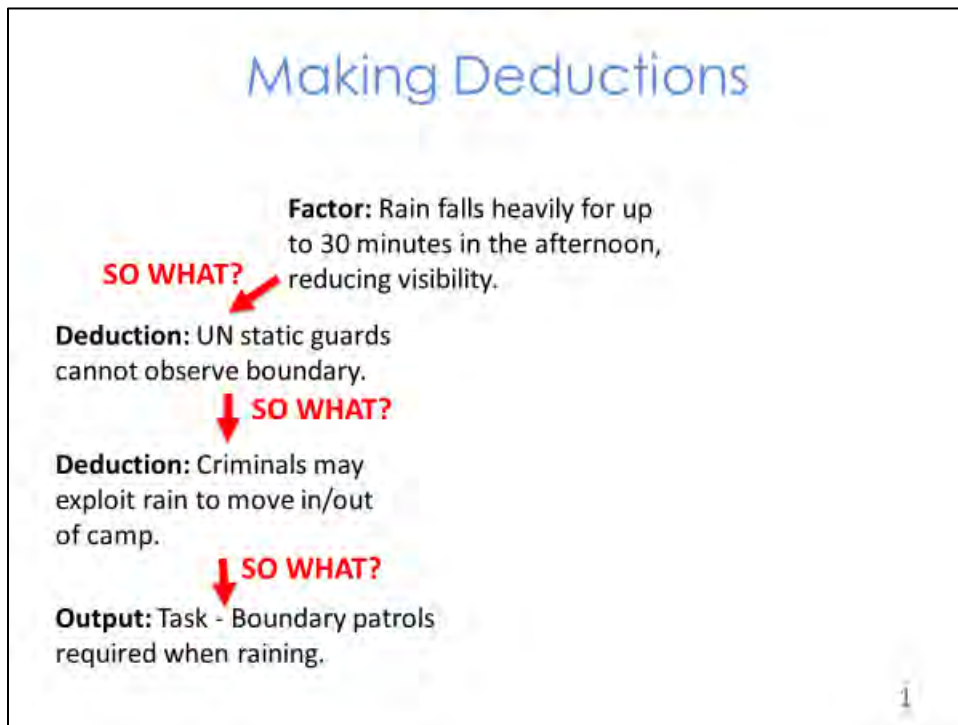 Making Deductions
Factor: Rain falls heavily for up
to 30 minutes in the afternoon,
reducing visibility.
SO WHAT?
Deduction: UN static guards
cannot observe boundary.
SO WHAT?
Deduction: Criminals may
exploit rain to move in/out
of camp.
SO WHAT?
Output: Task - Boundary patrols
required when raining.
1